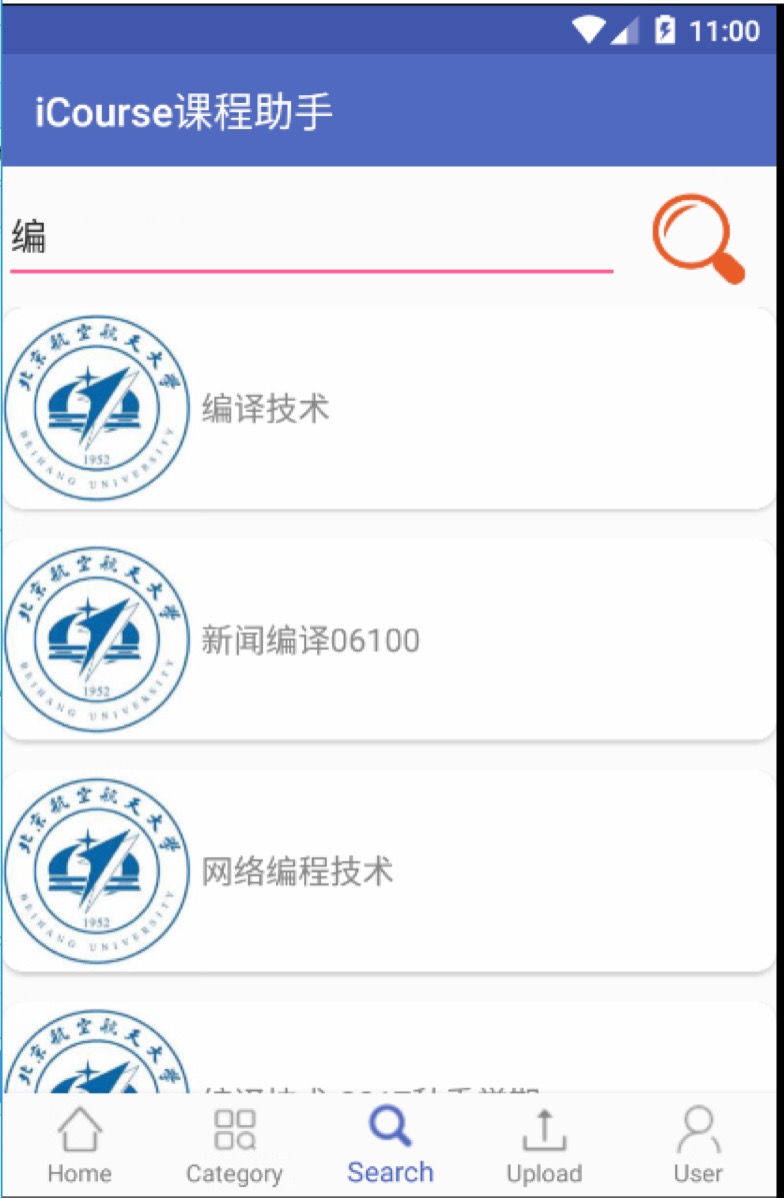 11:00
iCourse课程助手
编
北京航空航天大学
1952
BEIHANG UNIVERSITY
编译技术
北京航空航天大学
1952
BEIHANG UNIVERSITY
新闻编译06100
北京航空航天大学
1952
BEIHANG UNIVERSITY
网络编程技术
北京航空航天大学
Home
Category
Search
Upload
User